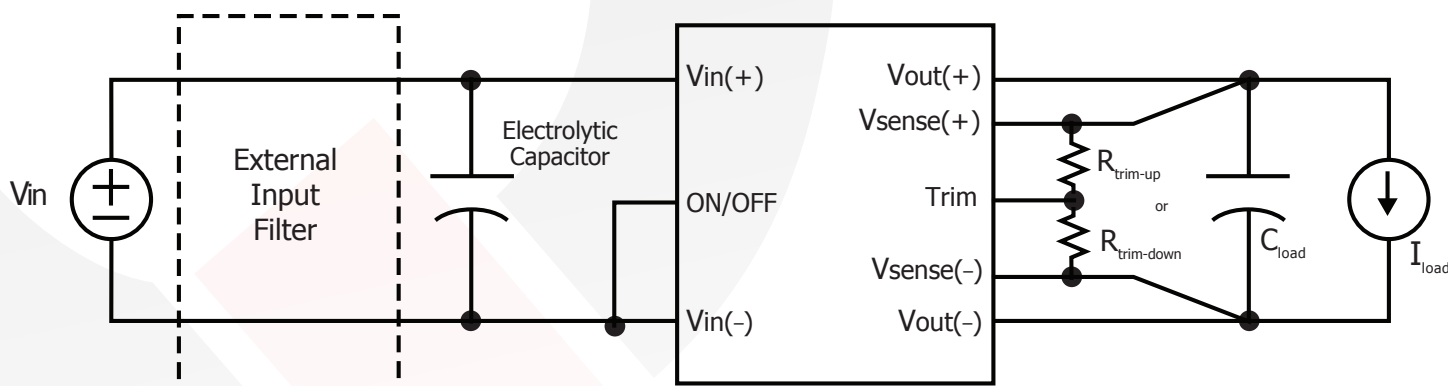 Vin
External
Input
Filter
Electrolytic
Capacitor
Vin(+)
ON/OFF
Vin(–)
Vout(+)
Vsense(+)
Trim
Vsense(–)
Vout(–)
Rtrim-up
or
Rtrim-down
Cload
Iload